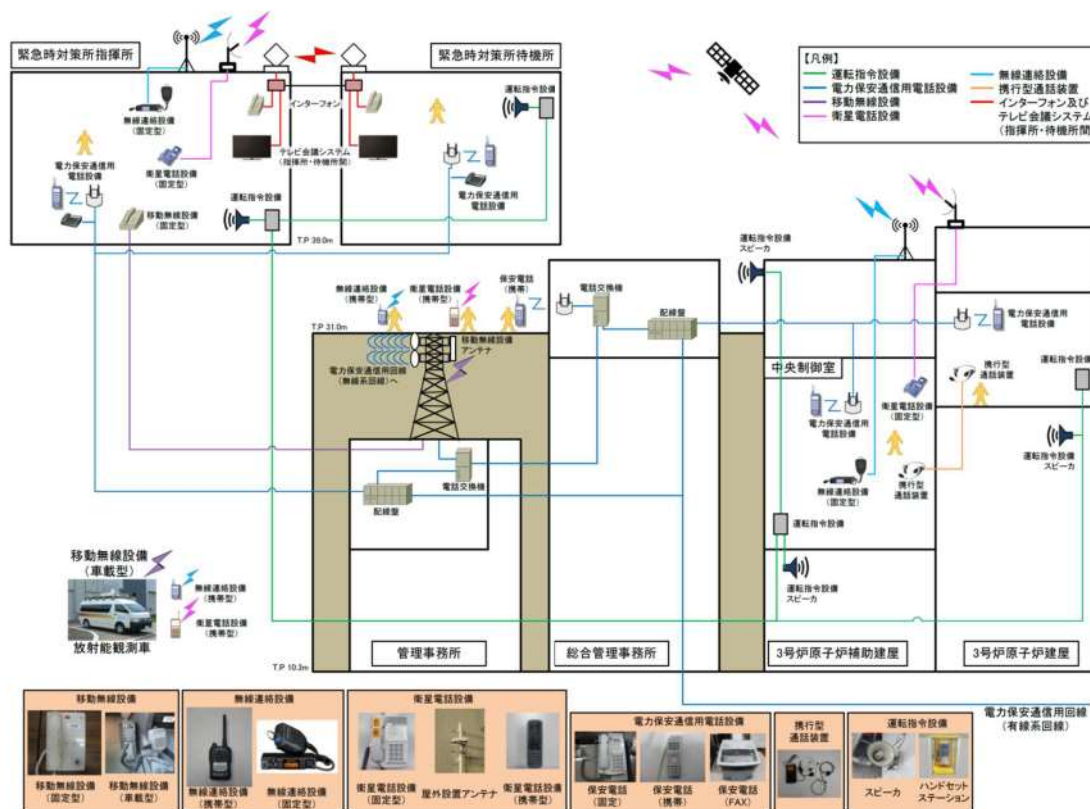 緊急時対策所指揮所
緊急時対策所待機所
【凡例】
運転指令設備
電力保安通信用電話設備
移動無線設備
衛星電話設備
無線連絡設備
携行型通話装置
インターフォン及び
テレビ会議システム
(指揮所・待機所間)
無線連絡設備
(固定型)
インターフォン
運転指令設備
電力保安通信用
電話設備
衛星電話設備
(固定型)
テレビ会議システム
(指揮所・待機所間)
移動無線設備
(固定型)
運転指令設備
電力保安通信用
電話設備
T.P 39.0m
無線連絡設備
(携帯型)
衛星電話設備
(携帯型)
保安電話
(携帯)
T.P 31.0m
移動無線設備
アンテナ
電力保安通信用回線
(無線系回線)へ
電話交換機
配線盤
運転指令設備
スピーカ
中央制御室
電力保安通信用
電話設備
衛星電話設備
(固定型)
電力保安通信用
電話設備
携行型
通話装置
運転指令設備
運転指令設備
スピーカ
無線連絡設備
(固定型)
携行型
通話装置
電話交換機
配線盤
運転指令設備
運転指令設備
スピーカ
移動無線設備
(車載型)
無線連絡設備
(携帯型)
衛星電話設備
(携帯型)
放射能観測車
T.P 10.3m
管理事務所
総合管理事務所
3号炉原子炉補助建屋
3号炉原子炉建屋
電力保安通信用回線
(有線系回線)
移動無線設備
移動無線設備
(固定型)
移動無線設備
(車載型)
無線連絡設備
無線連絡設備
(携帯型)
無線連絡設備
(固定型)
衛星電話設備
衛星電話設備
(固定型)
屋外設置アンテナ
衛星電話設備
(携帯型)
電力保安通信用電話設備
保安電話
(固定)
保安電話
(携帯)
保安電話
(FAX)
携行型
通話装置
運転指令設備
スピーカ
ハンドセット
ステーション